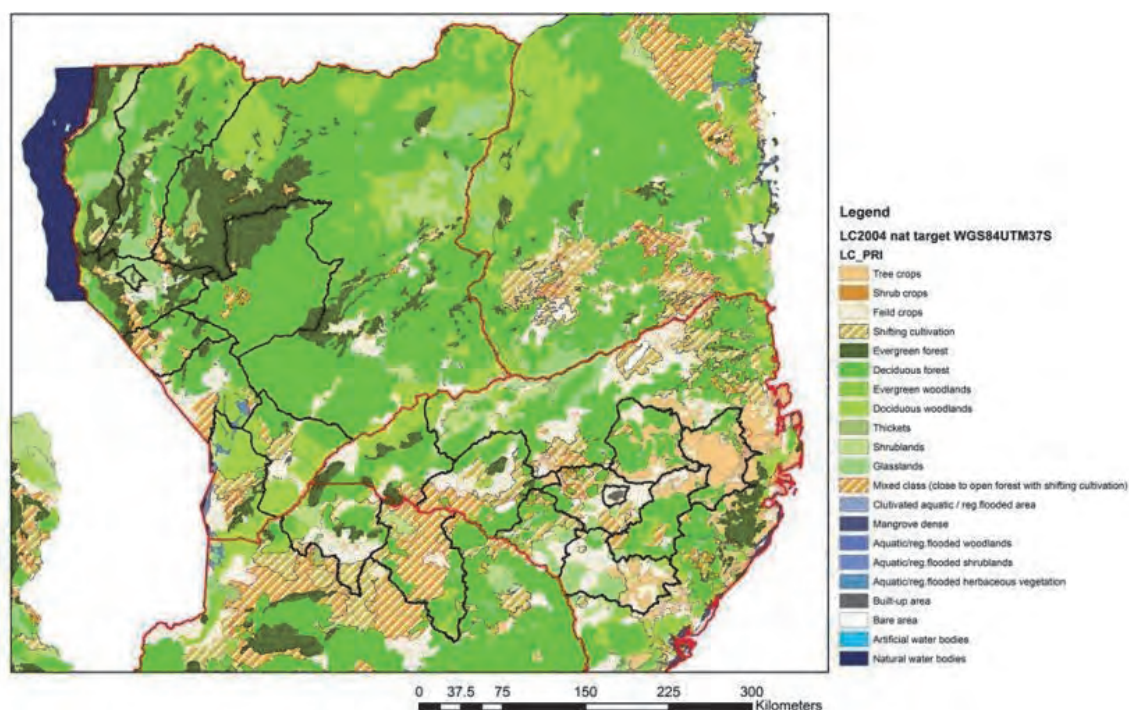 Legend
LC2004 nat target WGS84UTM37S
LC_PRI
Tree crops
Shrub crops
Feild crops
Shifting cultivation
Evergreen forest
Deciduous forest
Evergreen woodlands
Dociduous woodlands
Thickets
Shrublands
Glasslands
Mixed class (close to open forest with shifting cultivation)
Clutivated aquatic / reg.flooded area
Mangrove dense
Aquatic/reg.flooded woodlands
Aquatic/reg.flooded shrublands
Aquatic/reg.flooded herbaceous vegetation
Built-up area
Bare area
Artificial water bodies
Natural water bodies
0 37.5 75 150 225 300
Kilometers